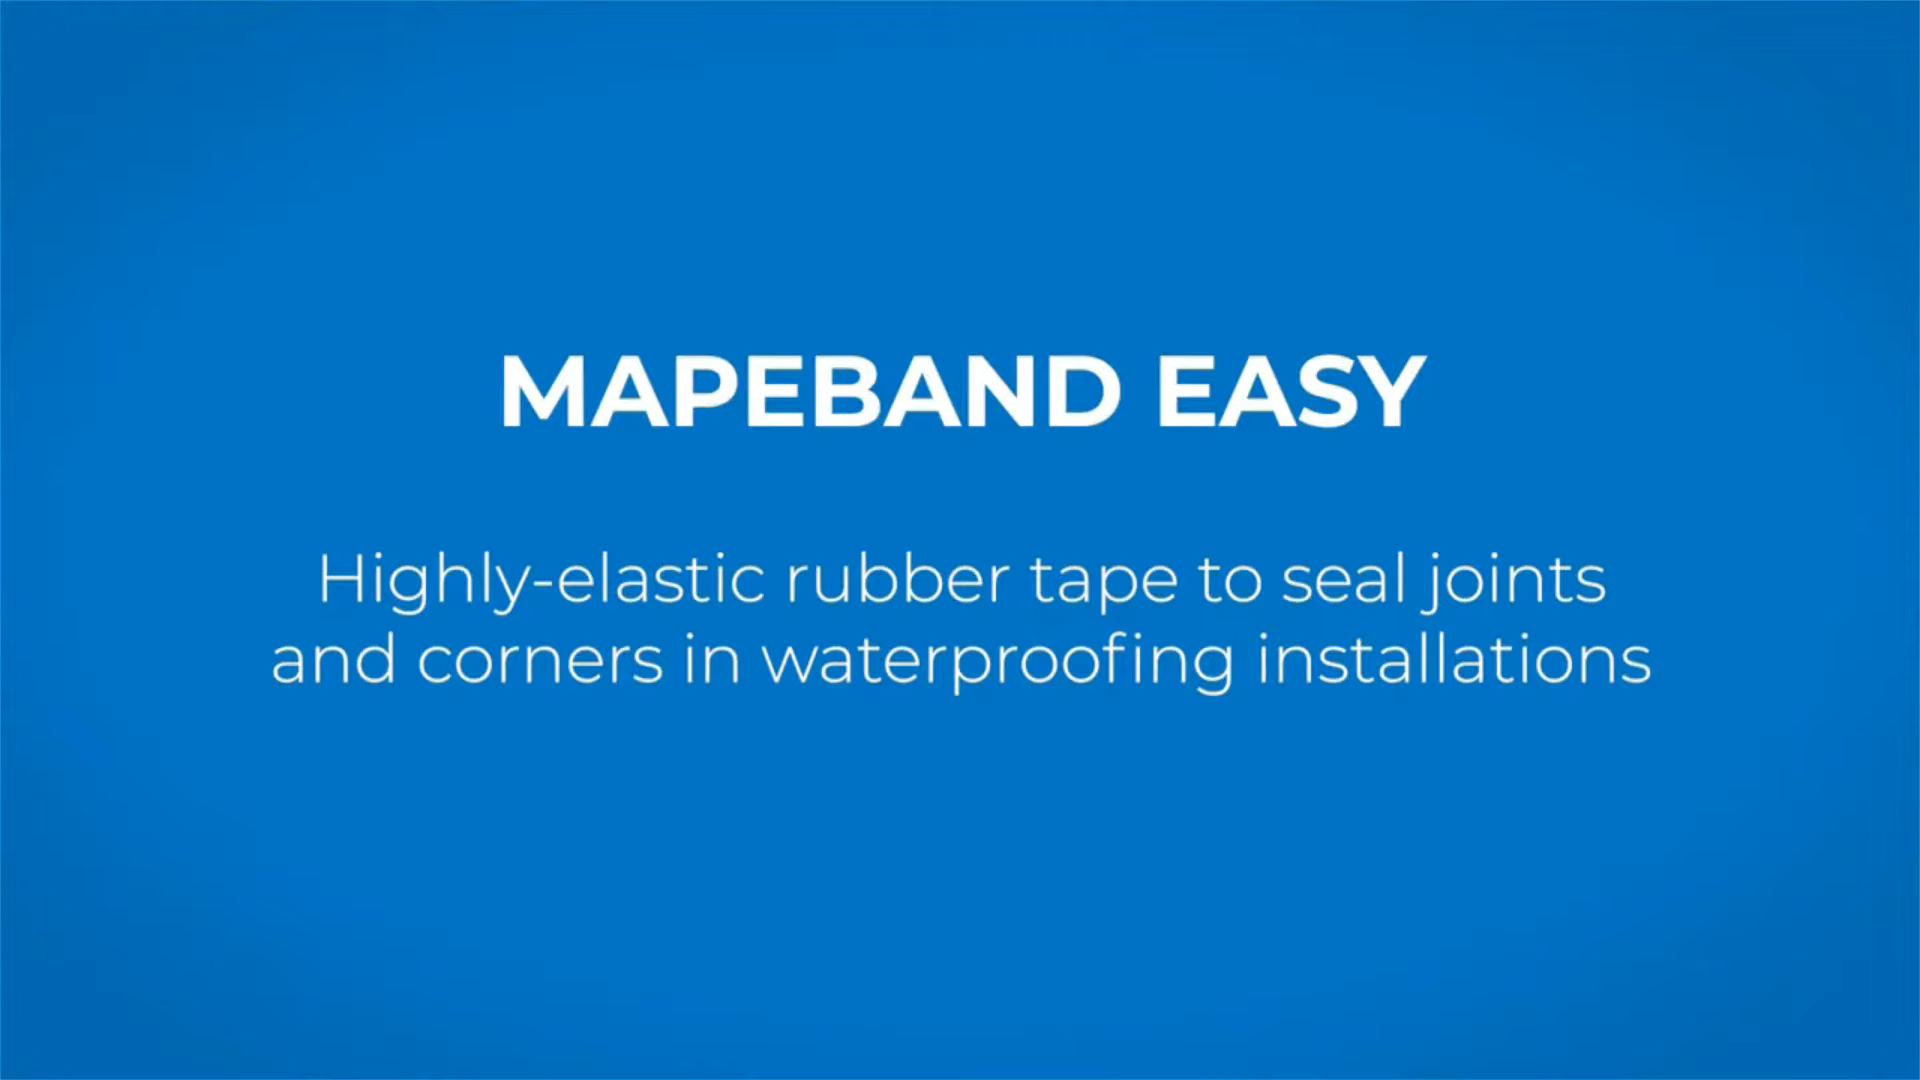 MAPEBAND EASY
Highly-elastic rubber tape to seal joints
and corners in waterproofing installations